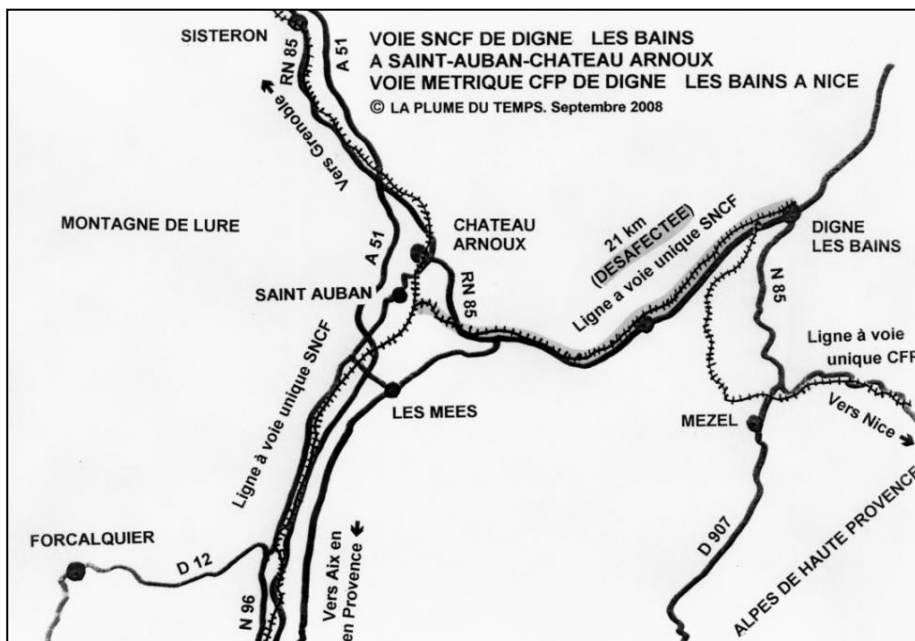 VOIE SNCF DE DIGNE LES BAINS
A SAINT-AUBAN-CHATEAU ARNOUX
VOIE METRIQUE CFP DE DIGNE LES BAINS A NICE
© LA PLUME DU TEMPS. Septembre 2008
SISTERON
RN 85
A 51
Vers Grenoble
MONTAGNE DE LURE
A 51
CHATEAU
ARNOUX
SAINT AUBAN
RN 85
21 km
(DESAFECTEE)
Ligne a voie unique SNCF
DIGNE
LES BAINS
N 85
Ligne à voie
unique CFP
Vers Nice
MEZEL
LES MEES
Ligne à voie unique SNCF
FORCALQUIER
D 12
N 96
Vers Aix en
en Provence
D 907
ALPES DE HAUTE PROVENCE